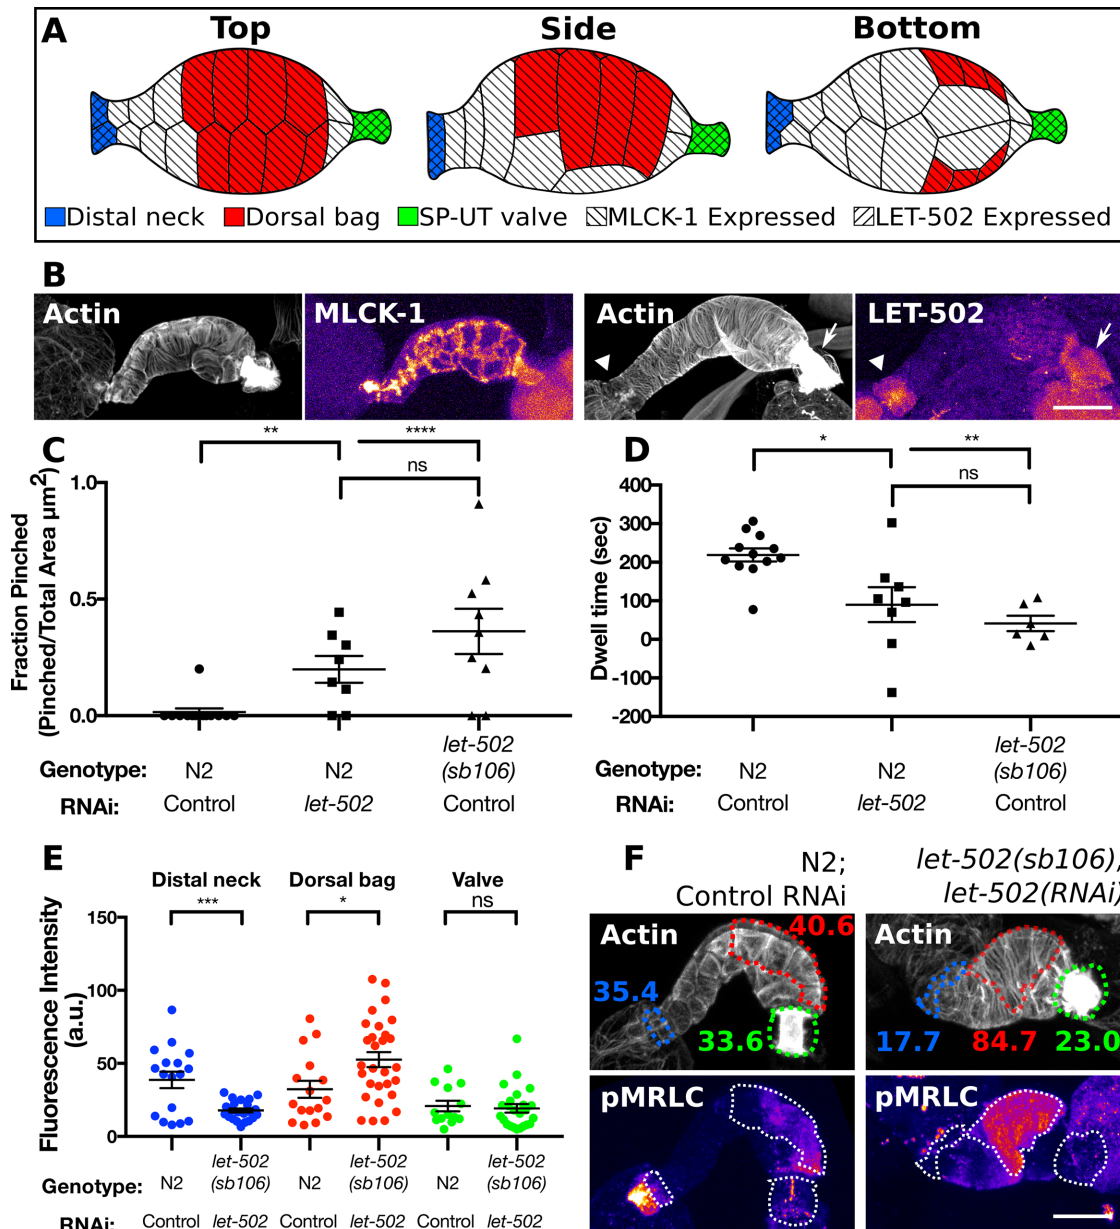 A
Top
Side
Bottom
Distal neck
Dorsal bag
SP-UT valve
MLCK-1 Expressed
LET-502 Expressed
B
Actin
MLCK-1
Actin
LET-502
C
**
****
ns
Fraction Pinched
(Pinched/Total Area µm²)
1.0
0.5
0.0
Genotype:
N2
N2
let-502
(sb106)
RNAi:
Control
let-502
Control
D
*
**
ns
Dwell time (sec)
400
300
200
100
0
-100
-200
Genotype:
N2
N2
let-502
(sb106)
RNAi:
Control
let-502
Control
E
Distal neck
Dorsal bag
Valve
***
*
ns
Fluorescence Intensity
(a.u.)
150
100
50
0
Genotype:
N2
let-502
(sb106)
N2
let-502
(sb106)
N2
let-502
(sb106)
RNAi:
Control
let-502
Control
let-502
Control
let-502
F
N2;
Control RNAi
let-502(sb106);
let-502(RNAi)
Actin
40.6
35.4
33.6
Actin
17.7
84.7
23.0
pMRLC
pMRLC